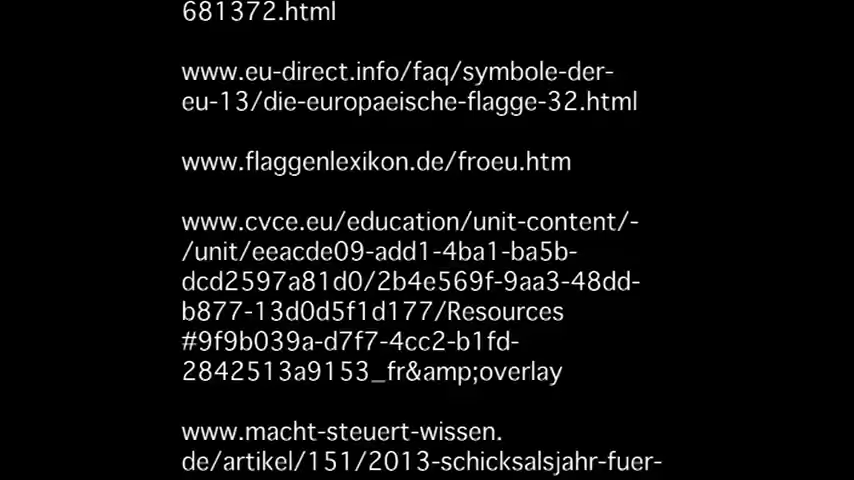 681372.html
www.eu-direct.info/faq/symbole-der-
eu-13/die-europaeische-flagge-32.html
www.flaggenlexikon.de/froeu.htm
www.cvce.eu/education/unit-content/-
/unit/eeacde09-add1-4ba1-ba5b-
dcd2597a81d0/2b4e569f-9aa3-48dd-
b877-13d0d5f1d177/Resources
#9f9b039a-d7f7-4cc2-b1fd-
2842513a9153_fr&amp;overlay
www.macht-steuert-wissen.
de/artikel/151/2013-schicksalsjahr-fuer-